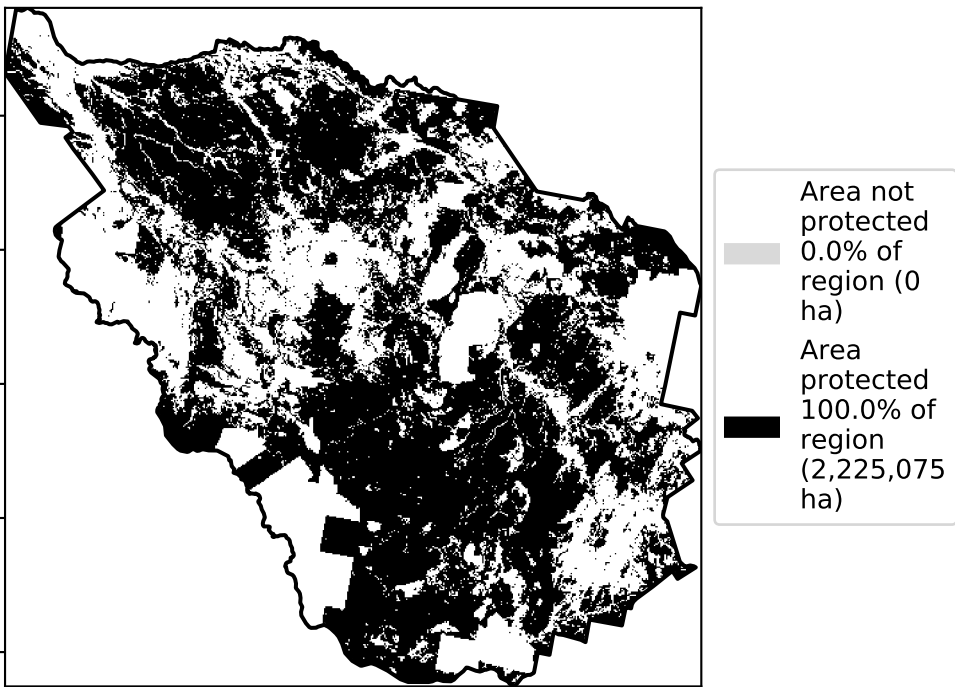 Area not
protected
0.0% of
region (0
ha)
Area
protected
100.0% of
region
(2,225,075
ha)